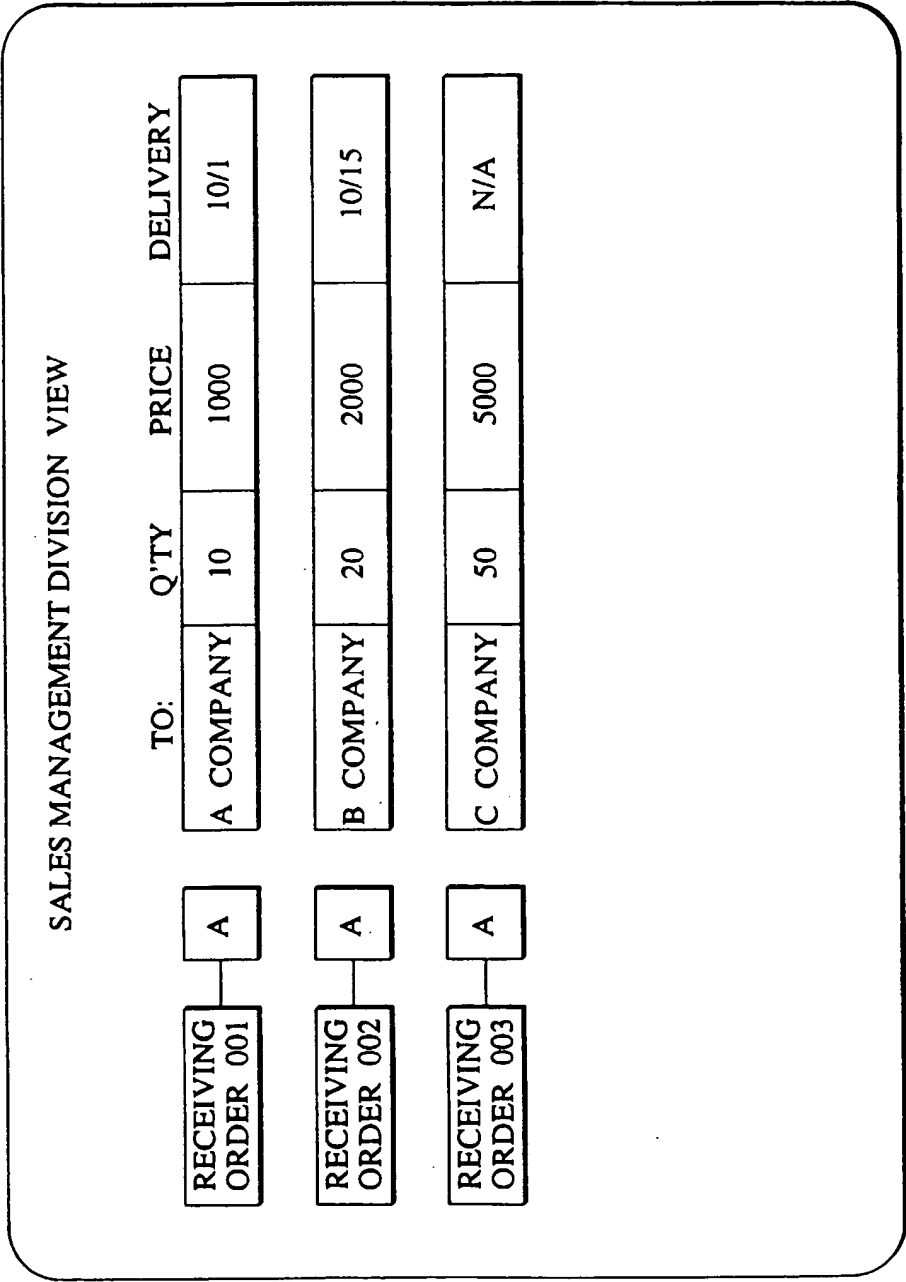 SALES MANAGEMENT DIVISION VIEW
TO: Q'TY PRICE DELIVERY
RECEIVING
ORDER 001
A
A COMPANY 10 1000 10/1
RECEIVING
ORDER 002
A
B COMPANY 20 2000 10/15
RECEIVING
ORDER 003
A
C COMPANY 50 5000 N/A